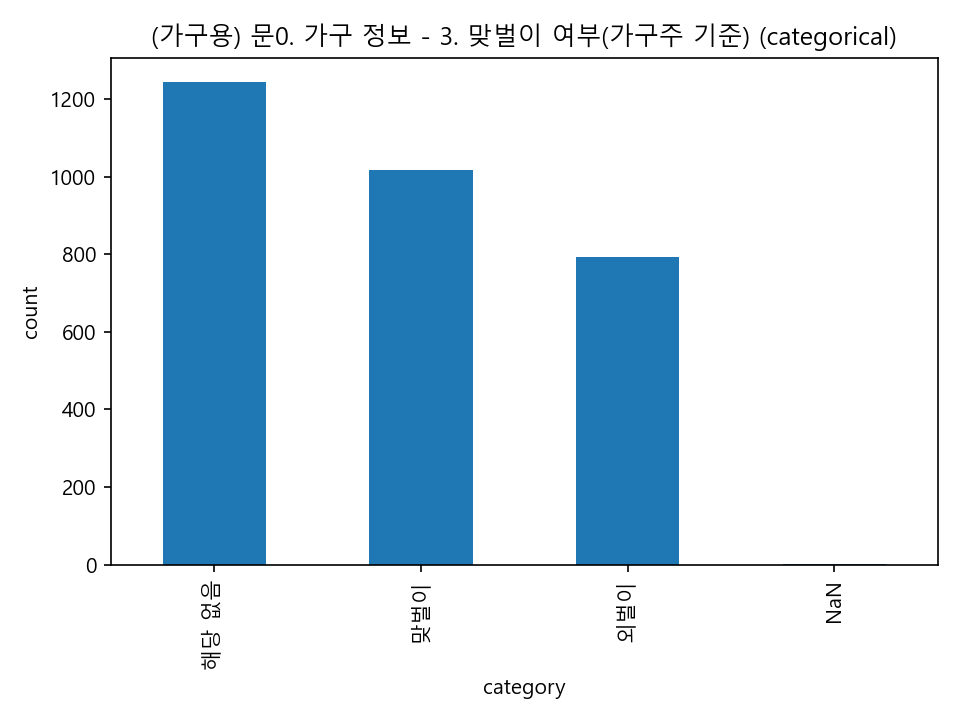 (가구용) 문0. 가구 정보 - 3. 맞벌이 여부(가구주 기준) (categorical)
1200
1000
800
600
400
200
0
count
해당 없음
맞벌이
외벌이
NaN
category